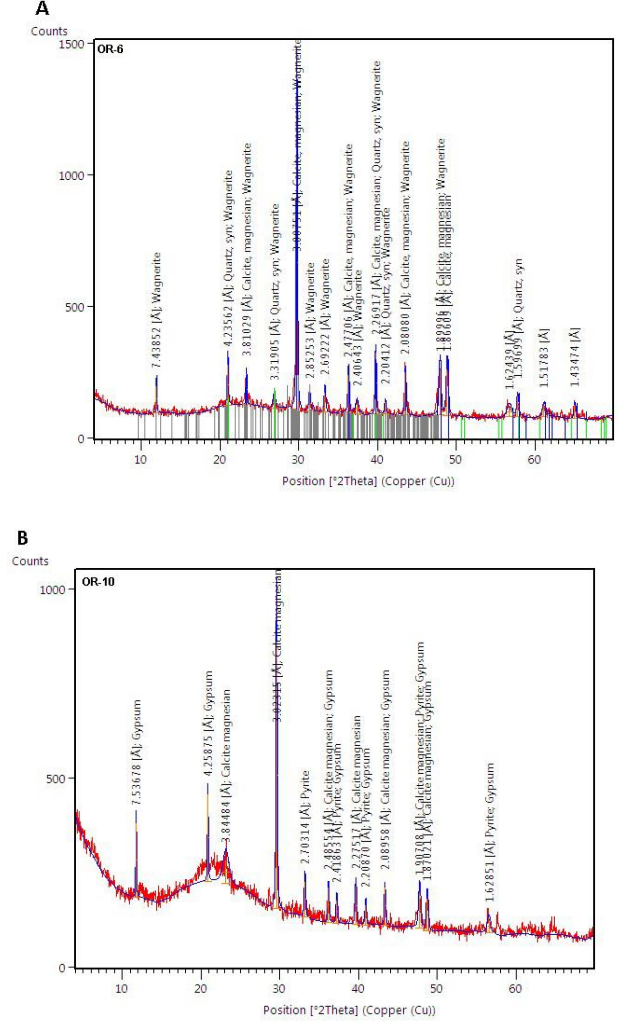 A
Counts
OR-6
1500
1000
500
0
7.43852 [Å]; Wagnerite
4.23562 [Å]; Quartz, syn; Wagnerite
3.81029 [Å]; Calcite, magnesian; Wagnerite
3.31905 [Å]; Quartz, syn; Wagnerite
3.00751 [Å]; Calcite, magnesian; Wagnerite
2.85253 [Å]; Wagnerite
2.69222 [Å]; Wagnerite
2.47706 [Å]; Calcite, magnesian; Wagnerite
2.40643 [Å]; Wagnerite
2.26917 [Å]; Calcite, magnesian; Quartz, syn; Wagnerite
2.20412 [Å]; Quartz, syn; Wagnerite
2.08080 [Å]; Calcite, magnesian; Wagnerite
[Å]; Calcite, magnesian; Wagnerite
1.86609 [Å]; Calcite, magnesian
1.62439 [Å]
1.59699 [Å]; Quartz, syn
1.51783 [Å]
1.43474 [Å]
10 20 30 40 50 60
Position [°2Theta] (Copper (Cu))
B
Counts
OR-10
1000
500
0
7.53678 [Å]; Gypsum
4.25875 [Å]; Gypsum
3.84484 [Å]; Calcite magnesian
3.02315 [Å]; Calcite magnesian
2.70314 [Å]; Pyrite
2.48554 [Å]; Calcite magnesian; Gypsum
2.41863 [Å]; Pyrite; Gypsum
2.27517 [Å]; Calcite magnesian
2.20870 [Å]; Pyrite; Gypsum
2.08958 [Å]; Calcite magnesian; Gypsum
1.90708 [Å]; Calcite magnesian; Pyrite; Gypsum
1.87021 [Å]; Calcite magnesian; Gypsum
1.62851 [Å]; Pyrite; Gypsum
10 20 30 40 50 60
Position [°2Theta] (Copper (Cu))